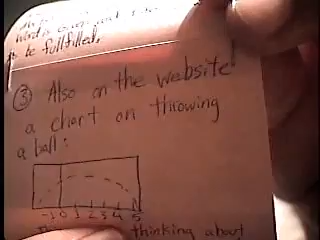 to be fullfilled.
③ Also on the website
a chart on throwing
a ball:
-1 0 1 2 3 4 5
thinking about